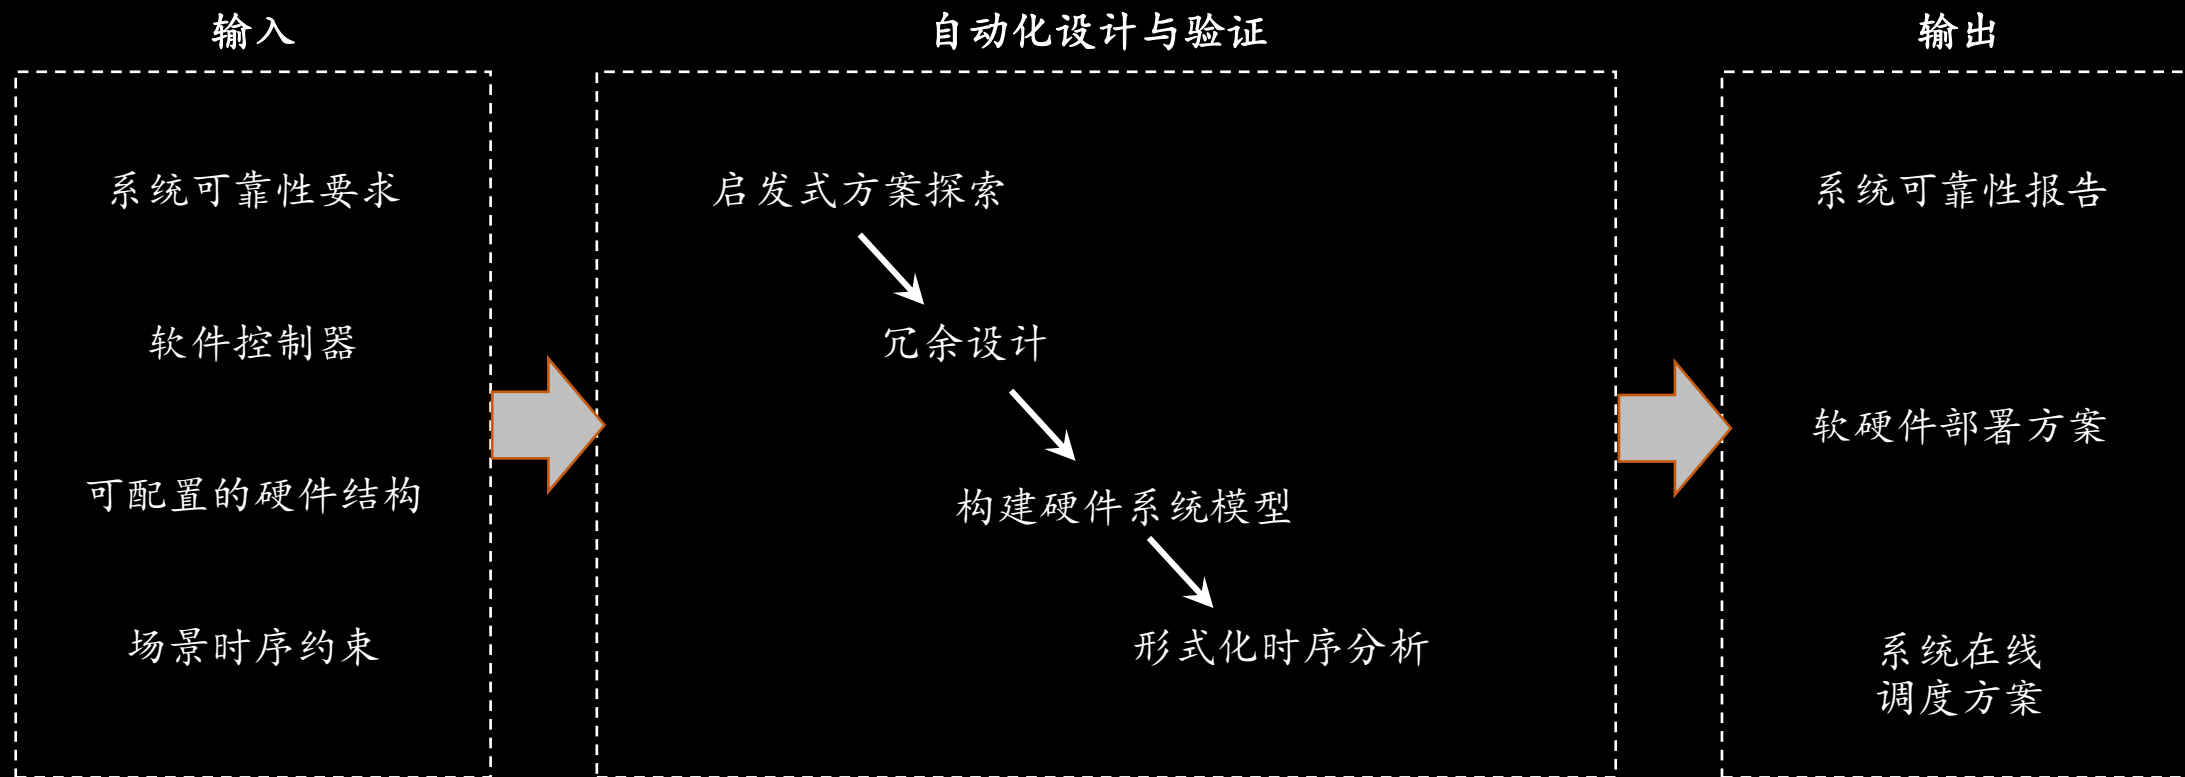 输入
系统可靠性要求
软件控制器
可配置的硬件结构
场景时序约束
自动化设计与验证
启发式方案探索
冗余设计
构建硬件系统模型
形式化时序分析
输出
系统可靠性报告
软硬件部署方案
系统在线
调度方案